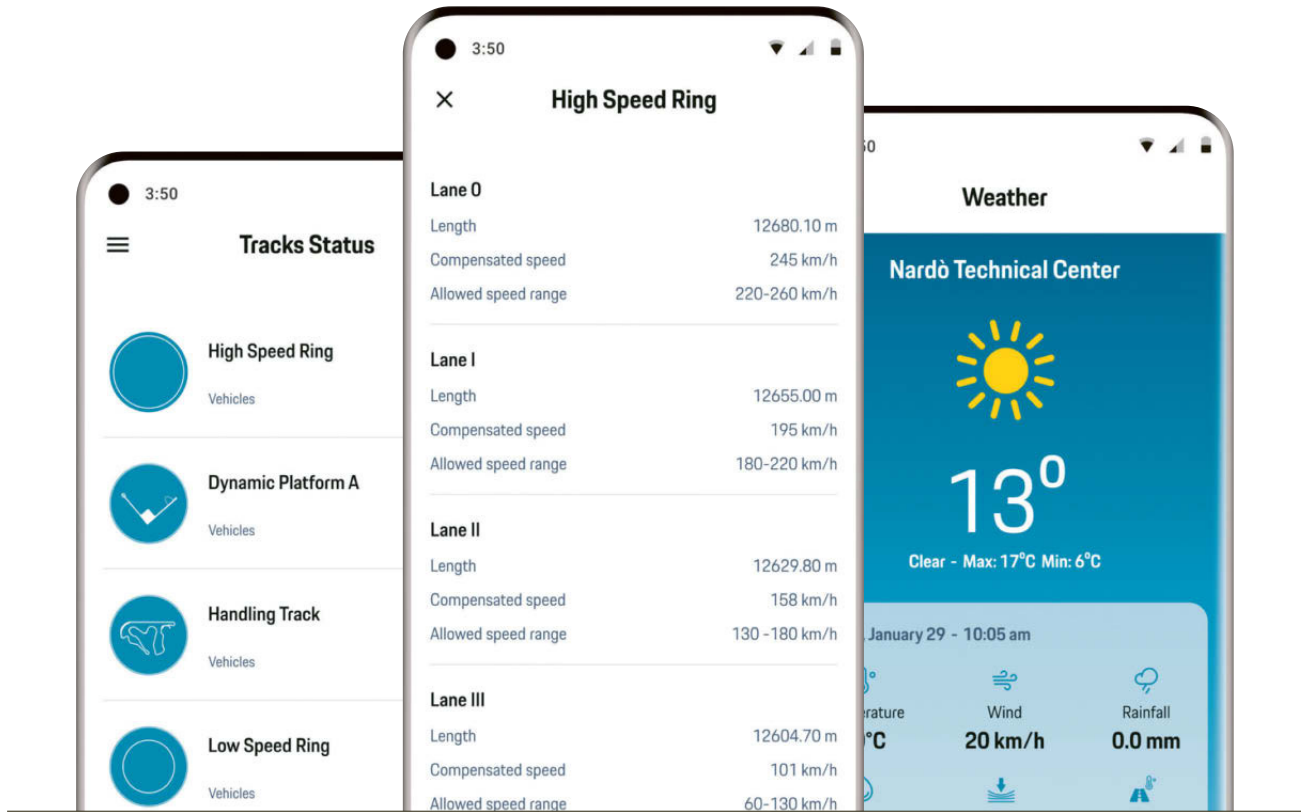 3:50
Tracks Status
High Speed Ring
Vehicles
Dynamic Platform A
Vehicles
Handling Track
Vehicles
Low Speed Ring
Vehicles
3:50
High Speed Ring
Lane 0
Length 12680.10 m
Compensated speed 245 km/h
Allowed speed range 220-260 km/h
Lane I
Length 12655.00 m
Compensated speed 195 km/h
Allowed speed range 180-220 km/h
Lane II
Length 12629.80 m
Compensated speed 158 km/h
Allowed speed range 130 -180 km/h
Lane III
Length 12604.70 m
Compensated speed 101 km/h
Allowed speed range 60-130 km/h
Weather
Nardò Technical Center
13°
Clear - Max: 17°C Min: 6°C
January 29 - 10:05 am
Wind
20 km/h
Rainfall
0.0 mm